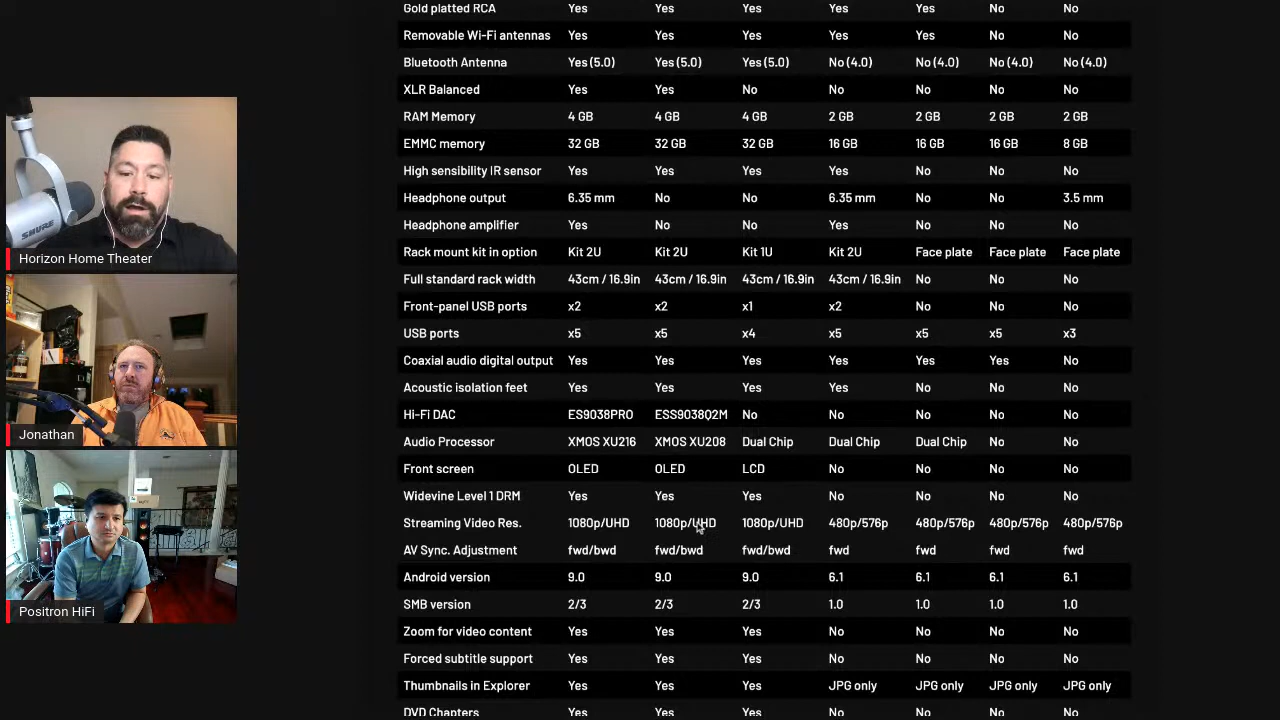 Gold platted RCA Yes Yes Yes Yes Yes No No
Removable Wi-Fi antennas Yes Yes Yes Yes Yes No No
Bluetooth Antenna Yes (5.0) Yes (5.0) Yes (5.0) No (4.0) No (4.0) No (4.0) No (4.0)
XLR Balanced Yes Yes No No No No No
RAM Memory 4 GB 4 GB 4 GB 2 GB 2 GB 2 GB 2 GB
EMMC memory 32 GB 32 GB 32 GB 16 GB 16 GB 16 GB 8 GB
High sensibility IR sensor Yes Yes Yes Yes No No No
Headphone output 6.35 mm No No 6.35 mm No No 3.5 mm
Headphone amplifier Yes No No Yes No No No
Rack mount kit in option Kit 2U Kit 2U Kit 1U Kit 2U Face plate Face plate Face plate
Full standard rack width 43cm / 16.9in 43cm / 16.9in 43cm / 16.9in 43cm / 16.9in No No No
Front-panel USB ports x2 x2 x1 x2 No No No
USB ports x5 x5 x4 x5 x5 x5 x3
Coaxial audio digital output Yes Yes Yes Yes Yes Yes No
Acoustic isolation feet Yes Yes Yes Yes No No No
Hi-Fi DAC ES9038PRO ESS9038Q2M No No No No No
Audio Processor XMOS XU216 XMOS XU208 Dual Chip Dual Chip Dual Chip No No
Front screen OLED OLED LCD No No No No
Widevine Level 1 DRM Yes Yes Yes No No No No
Streaming Video Res. 1080p/UHD 1080p/UHD 1080p/UHD 480p/576p 480p/576p 480p/576p 480p/576p
AV Sync. Adjustment fwd/bwd fwd/bwd fwd/bwd fwd fwd fwd fwd
Android version 9.0 9.0 9.0 6.1 6.1 6.1 6.1
SMB version 2/3 2/3 2/3 1.0 1.0 1.0 1.0
Zoom for video content Yes Yes Yes No No No No
Forced subtitle support Yes Yes Yes No No No No
Thumbnails in Explorer Yes Yes Yes JPG only JPG only JPG only JPG only
DVD Chapters Yes Yes Yes No No No No
SHURE
Horizon Home Theater
Jonathan
Positron HiFi